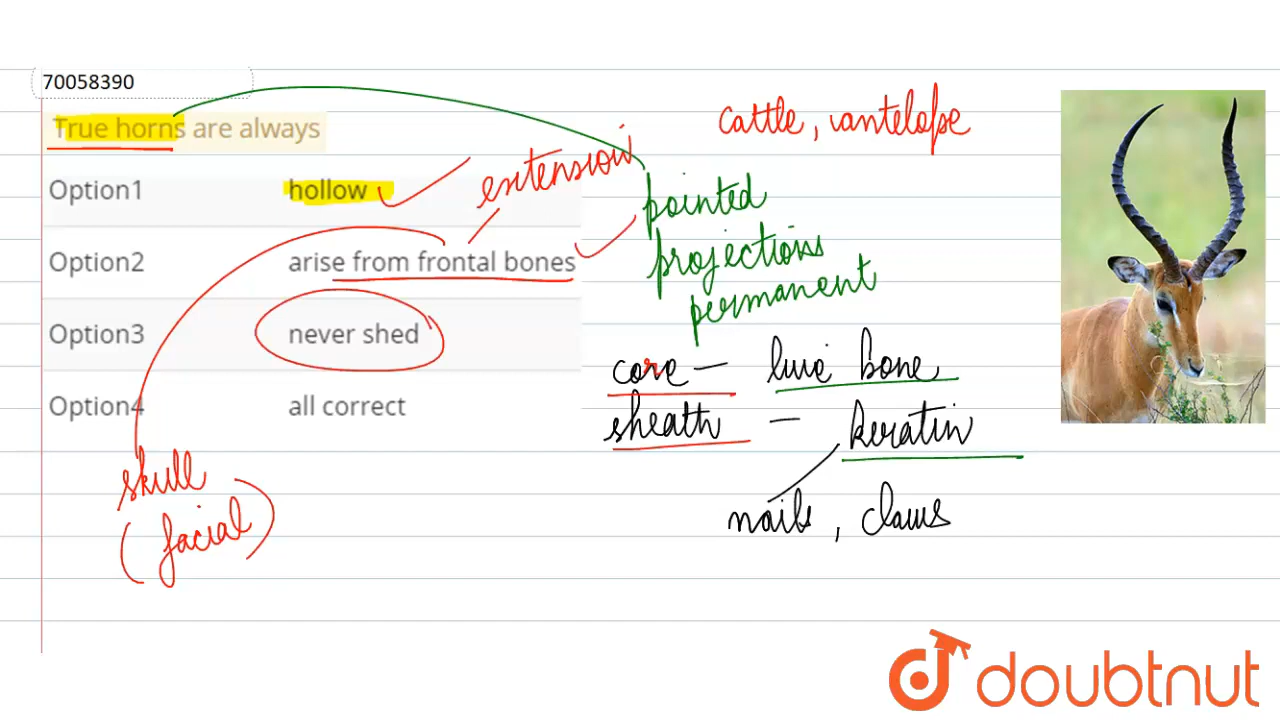 70058390
True horns are always
Option1 hollow
Option2 arise from frontal bones
Option3 never shed
Option4 all correct
cattle, antelope
extension
pointed
projections
permanent
core – live bone
sheath – keratin
nails, claws
skull
(facial)
doubtnut